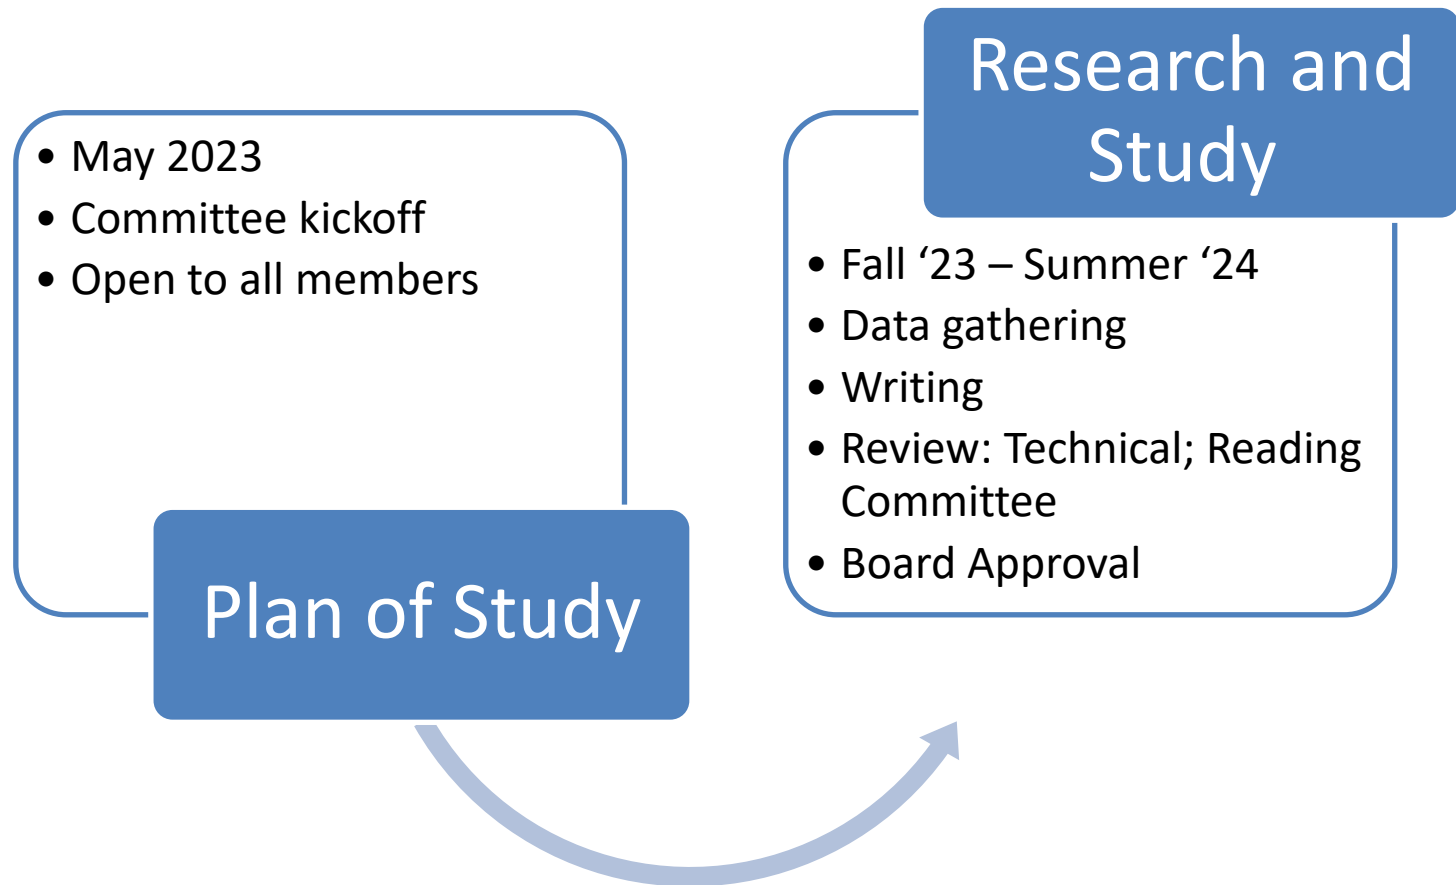 • May 2023
• Committee kickoff
• Open to all members
Plan of Study
Research and
Study
• Fall ‘23 – Summer ‘24
• Data gathering
• Writing
• Review: Technical; Reading
Committee
• Board Approval